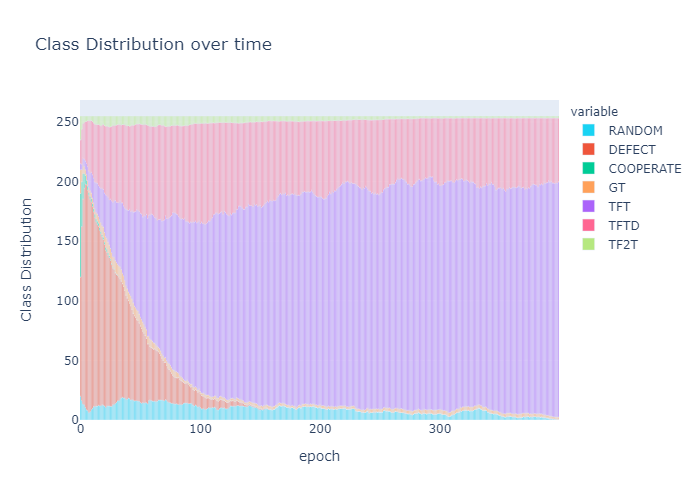 Class Distribution over time
variable
RANDOM
DEFECT
COOPERATE
GT
TFT
TFTD
TF2T
Class Distribution
250
200
150
100
50
0
0 100 200 300
epoch